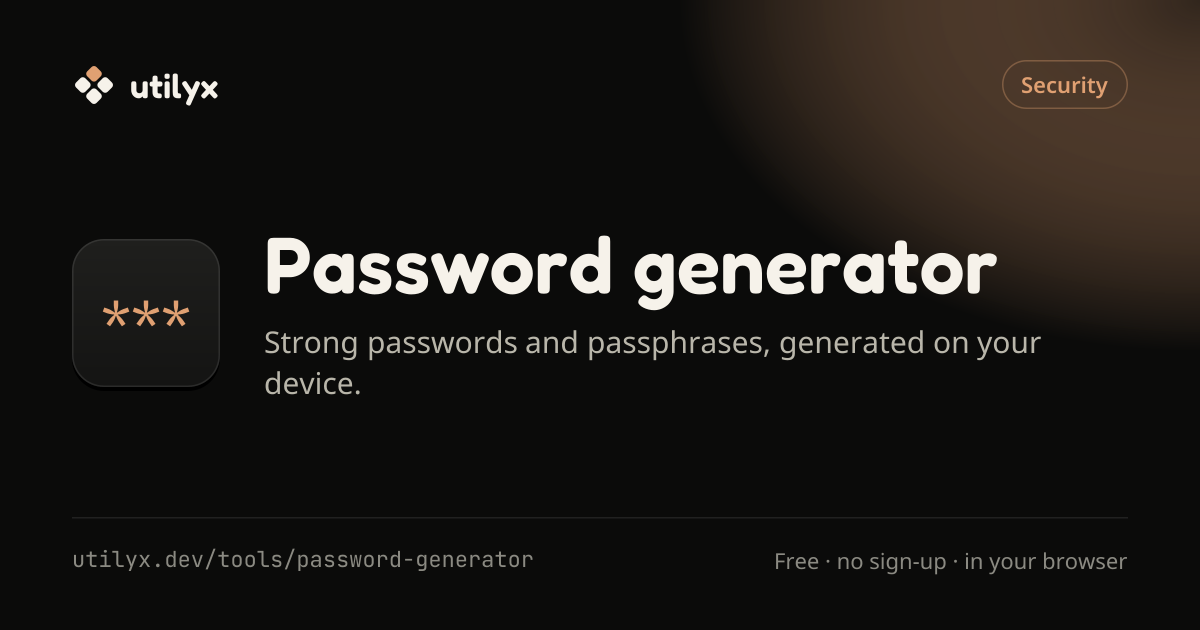 utilyx
Security
***
Password generator
Strong passwords and passphrases, generated on your
device.
utilyx.dev/tools/password-generator
Free · no sign-up · in your browser